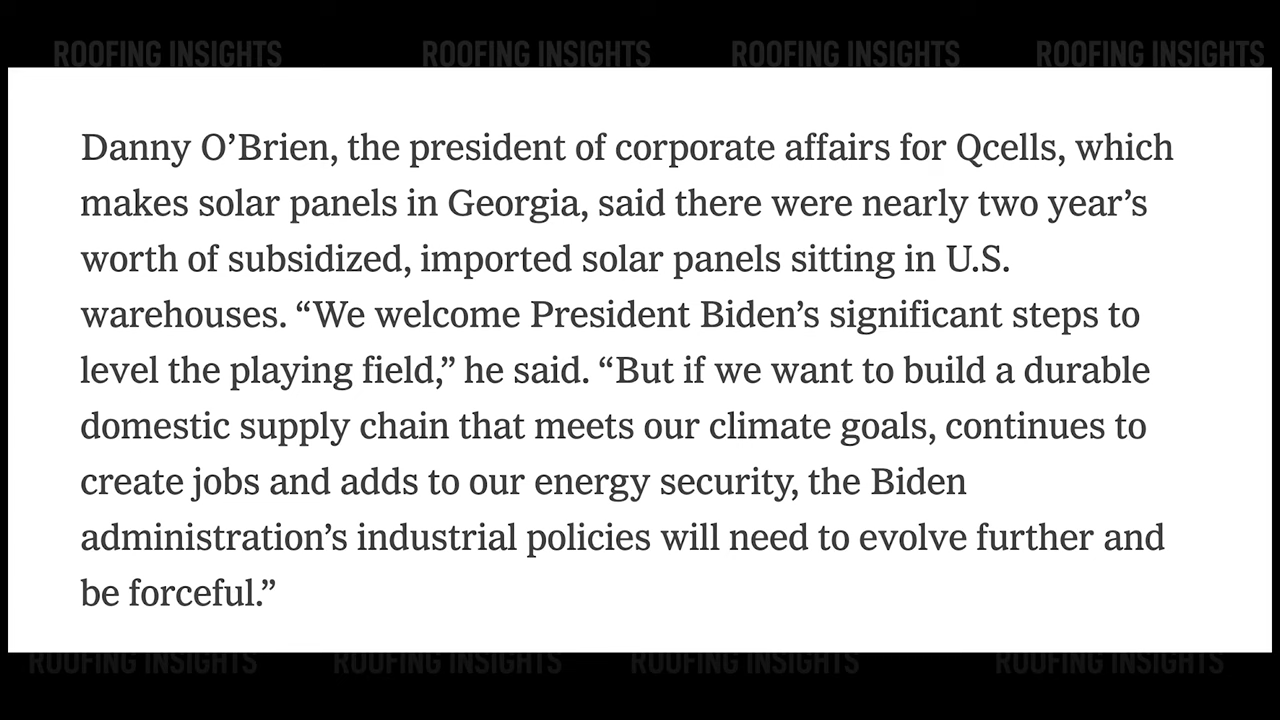 ROOFING INSIGHTS ROOFING INSIGHTS ROOFING INSIGHTS ROOFING INSIGHTS
Danny O’Brien, the president of corporate affairs for Qcells, which
makes solar panels in Georgia, said there were nearly two year’s
worth of subsidized, imported solar panels sitting in U.S.
warehouses. “We welcome President Biden’s significant steps to
level the playing field,” he said. “But if we want to build a durable
domestic supply chain that meets our climate goals, continues to
create jobs and adds to our energy security, the Biden
administration’s industrial policies will need to evolve further and
be forceful.”
ROOFING INSIGHTS ROOFING INSIGHTS ROOFING INSIGHTS ROOFING INSIGHTS